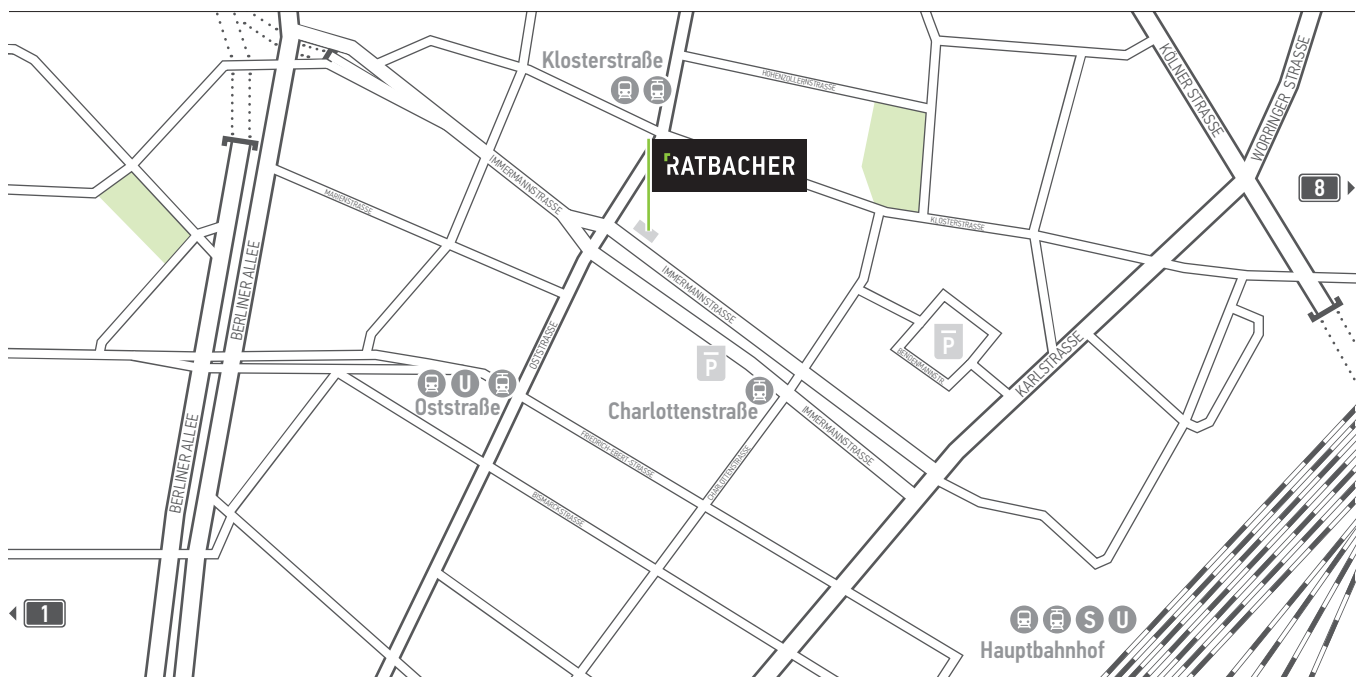 Klosterstraße
HOHENZOLLERNSTRASSE
KÖLNER STRASSE
WORRINGER STRASSE
IMMERMANNSTRASSE
RATBACHER
8
MARIENSTRASSE
KLOSTERSTRASSE
BERLINER ALLEE
IMMERMANNSTRASSE
OSTSTRASSE
P
P
BENDEMANNSTR.
KARLSTRASSE
U
Oststraße
Charlottenstraße
IMMERMANNSTRASSE
BERLINER ALLEE
FRIEDRICH-EBERT-STRASSE
CHARLOTTENSTRASSE
BISMARCKSTRASSE
1
S U
Hauptbahnhof